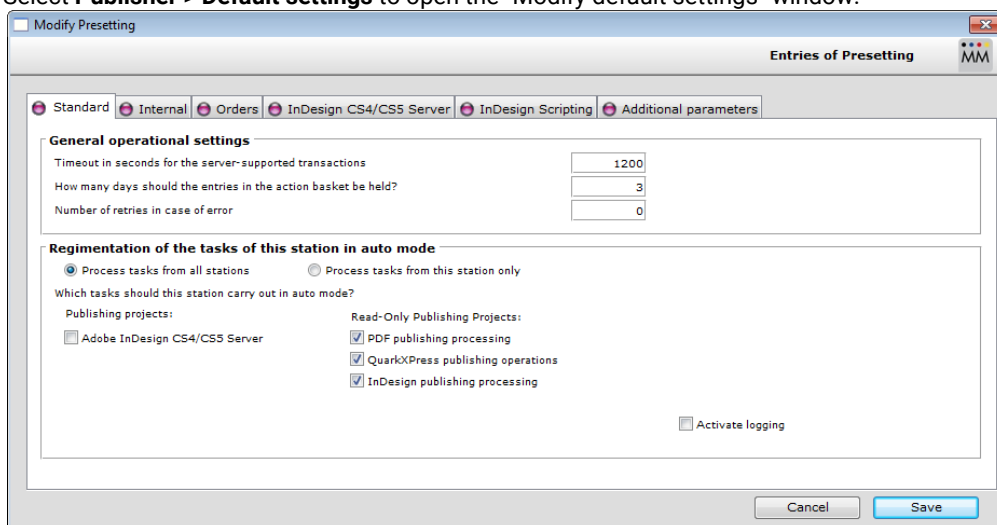 Select Publisher > Default settings to open the "Modify default settings" window.
Modify Presetting
Entries of Presetting
MM
Standard Internal Orders InDesign CS4/CS5 Server InDesign Scripting Additional parameters
General operational settings
Timeout in seconds for the server-supported transactions 1200
How many days should the entries in the action basket be held? 3
Number of retries in case of error 0
Regimentation of the tasks of this station in auto mode
Process tasks from all stations Process tasks from this station only
Which tasks should this station carry out in auto mode?
Publishing projects: Read-Only Publishing Projects:
Adobe InDesign CS4/CS5 Server PDF publishing processing
QuarkXPress publishing operations
InDesign publishing processing
Activate logging
Cancel Save